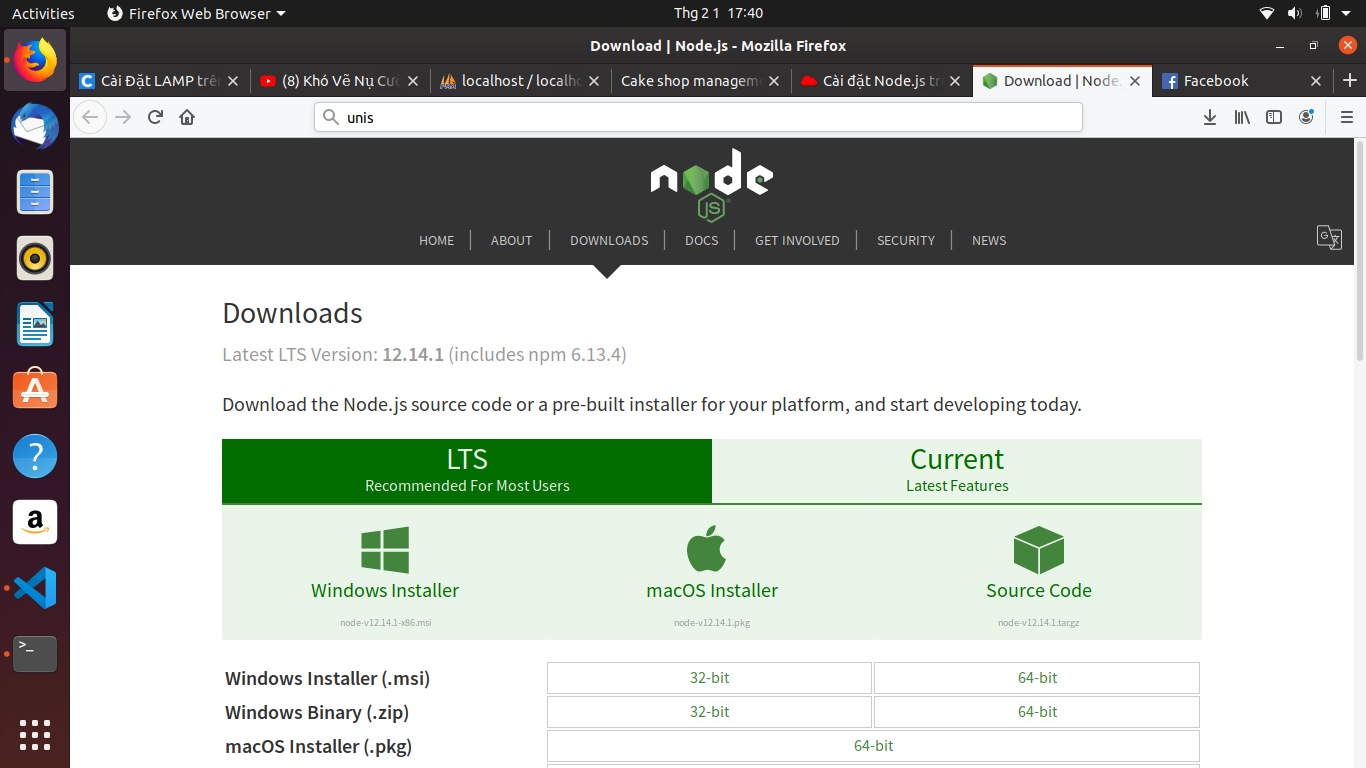 Activities Firefox Web Browser Thg 2 1 17:40
Download | Node.js - Mozilla Firefox
Cài Đặt LAMP trên (8) Khó Vẽ Nụ Cườ localhost / localho Cake shop managem Cài đặt Node.js tr Download | Node. Facebook
unis
node
JS
HOME ABOUT DOWNLOADS DOCS GET INVOLVED SECURITY NEWS
Downloads
Latest LTS Version: 12.14.1 (includes npm 6.13.4)
Download the Node.js source code or a pre-built installer for your platform, and start developing today.
LTS Current
Recommended For Most Users Latest Features
Windows Installer macOS Installer Source Code
node-v12.14.1-x86.msi node-v12.14.1.pkg node-v12.14.1.tar.gz
Windows Installer (.msi) 32-bit 64-bit
Windows Binary (.zip) 32-bit 64-bit
macOS Installer (.pkg) 64-bit